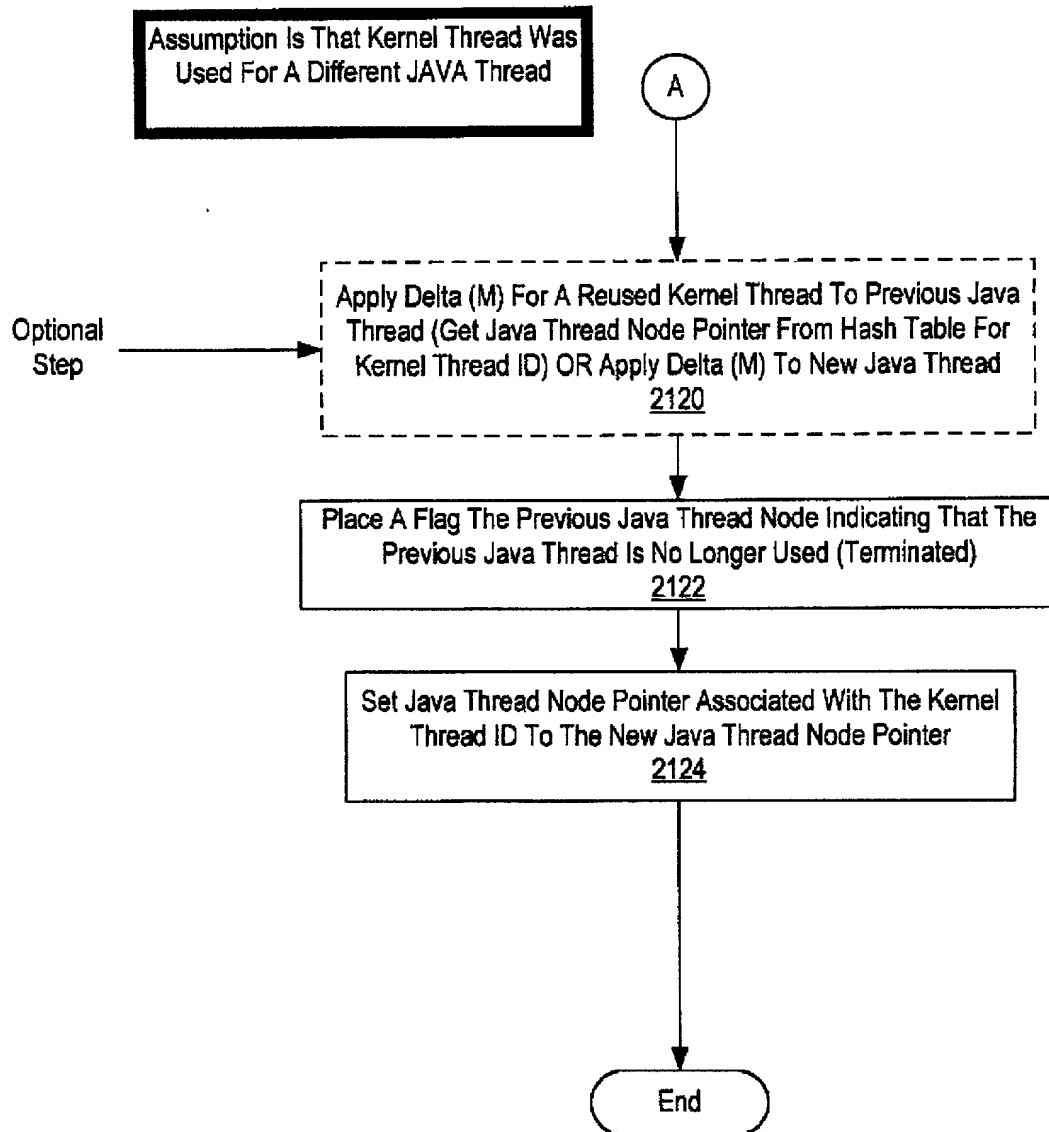 Assumption Is That Kernel Thread Was
Used For A Different JAVA Thread
A
Optional
Step
Apply Delta (M) For A Reused Kernel Thread To Previous Java
Thread (Get Java Thread Node Pointer From Hash Table For
Kernel Thread ID) OR Apply Delta (M) To New Java Thread
2120
Place A Flag The Previous Java Thread Node Indicating That The
Previous Java Thread Is No Longer Used (Terminated)
2122
Set Java Thread Node Pointer Associated With The Kernel
Thread ID To The New Java Thread Node Pointer
2124
End